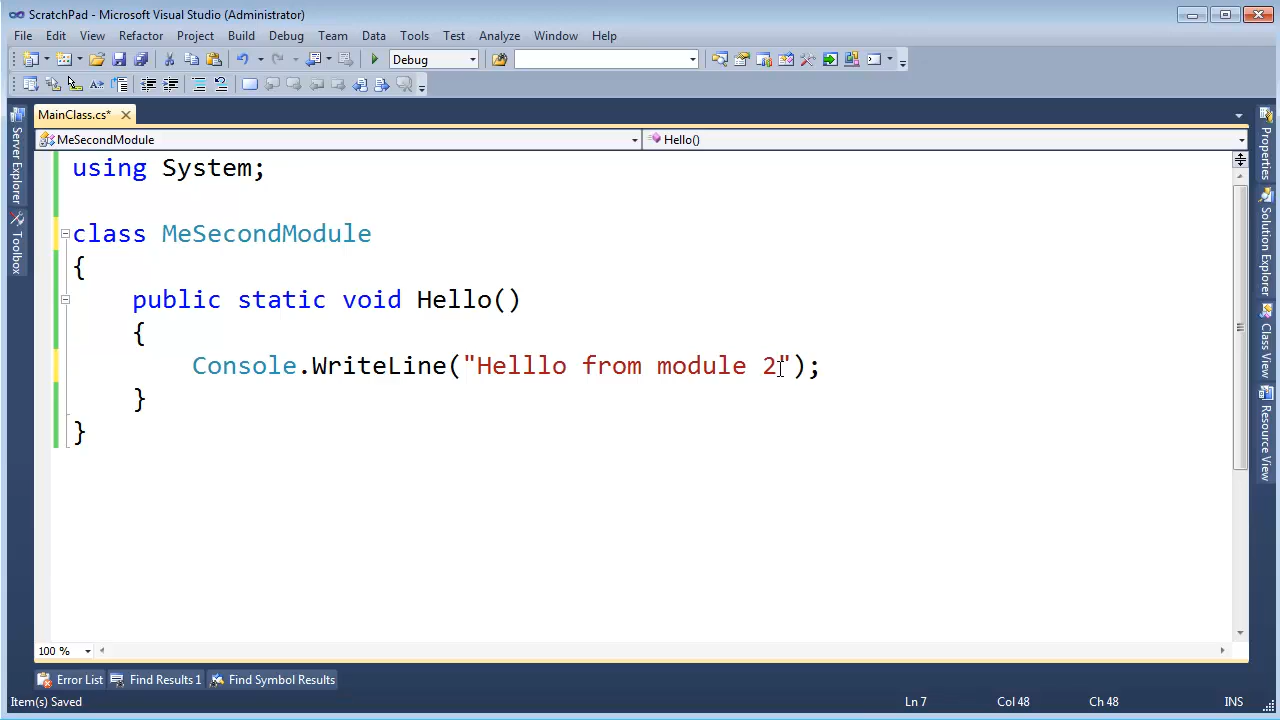 ScratchPad - Microsoft Visual Studio (Administrator)
File Edit View Refactor Project Build Debug Team Data Tools Test Analyze Window Help
Debug
MainClass.cs*
MeSecondModule Hello()
using System;
class MeSecondModule
{
public static void Hello()
{
Console.WriteLine("Helllo from module 2");
}
}
100 %
Error List Find Results 1 Find Symbol Results
Item(s) Saved Ln 7 Col 48 Ch 48 INS
Server Explorer
Toolbox
Properties
Solution Explorer
Class View
Resource View